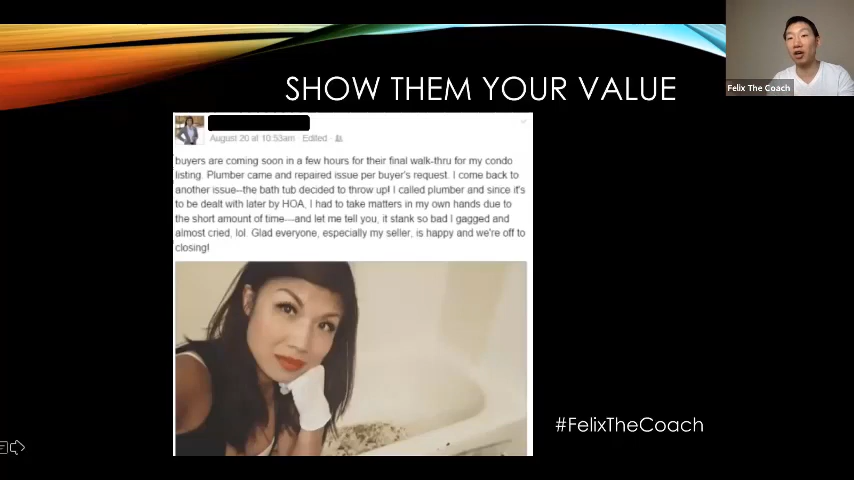 Felix The Coach
SHOW THEM YOUR VALUE
August 20 at 10:53am · Edited ·
buyers are coming soon in a few hours for their final walk-thru for my condo
listing. Plumber came and repaired issue per buyer's request. I come back to
another issue--the bath tub decided to throw up! I called plumber and since it's
to be dealt with later by HOA, I had to take matters in my own hands due to
the short amount of time---and let me tell you, it stank so bad I gagged and
almost cried, lol. Glad everyone, especially my seller, is happy and we're off to
closing!
#FelixTheCoach